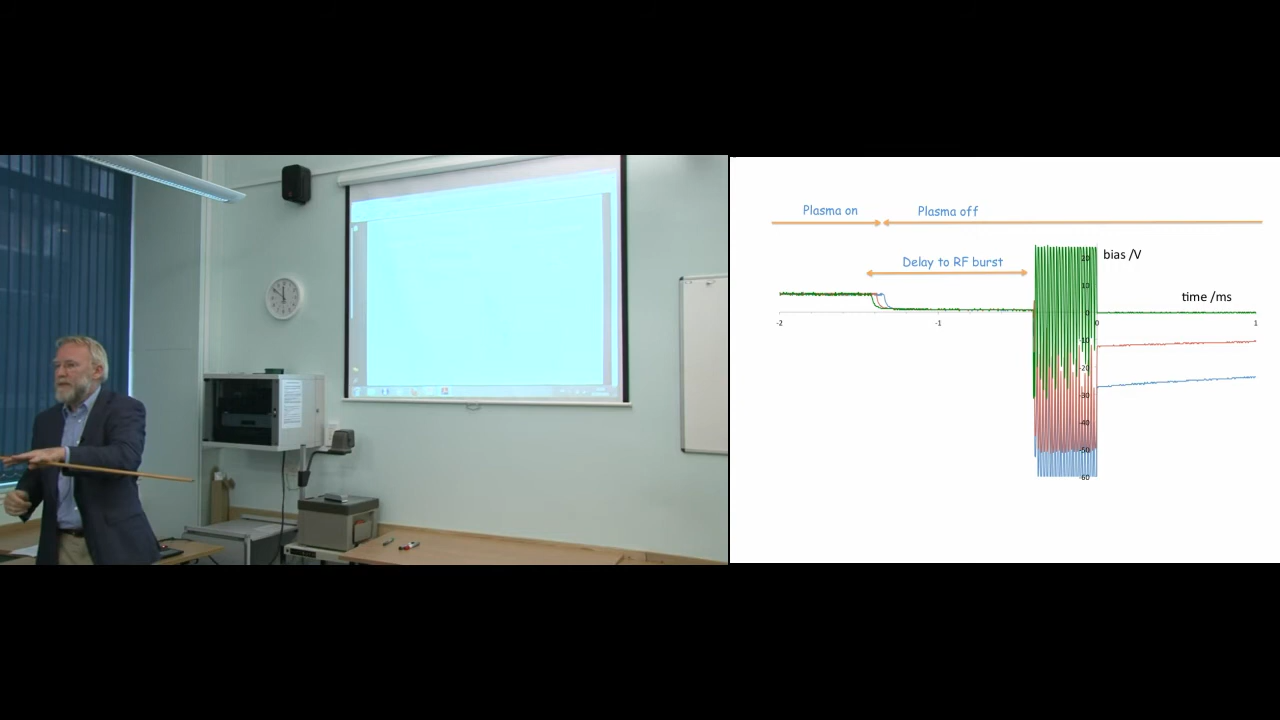 Plasma on
Plasma off
bias /V
Delay to RF burst
20
10
time /ms
-2
-1
0
0
1
-10
-20
-30
-40
-50
-60